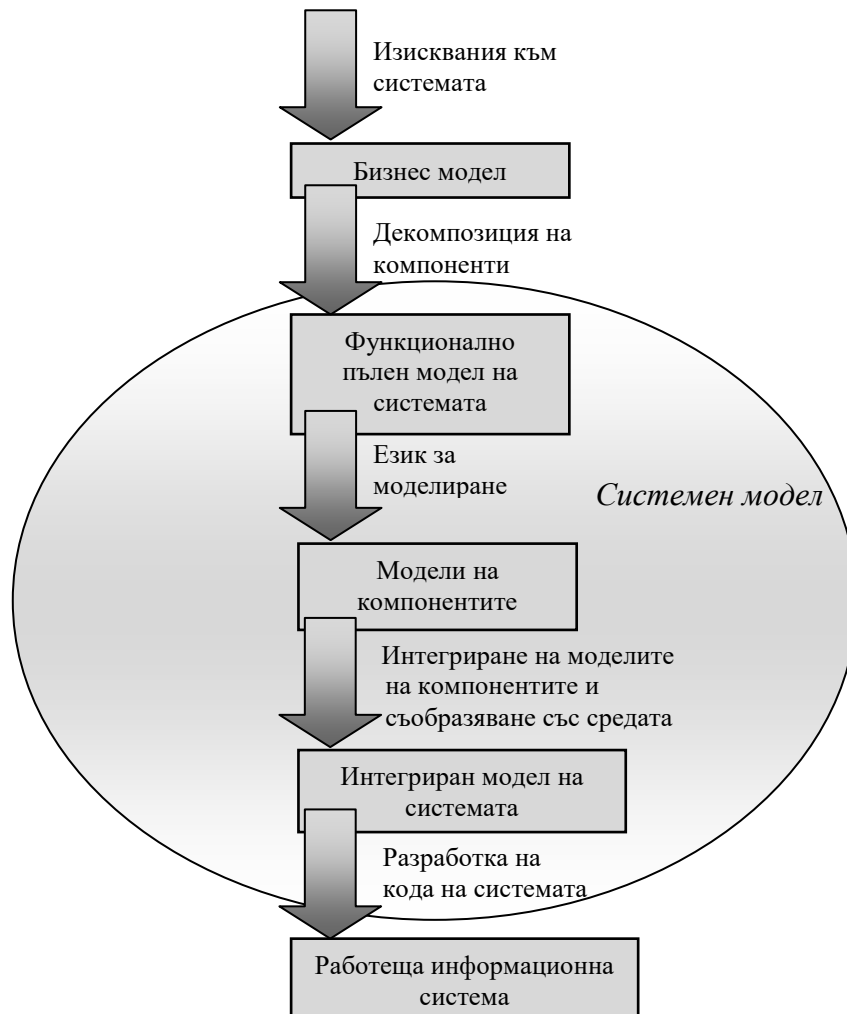 Изисквания към
системата
Бизнес модел
Декомпозиция на
компоненти
Функционално
пълен модел на
системата
Език за
моделиране
Системен модел
Модели на
компонентите
Интегриране на моделите
на компонентите и
съобразяване със средата
Интегриран модел на
системата
Разработка на
кода на системата
Работеща информационна
система